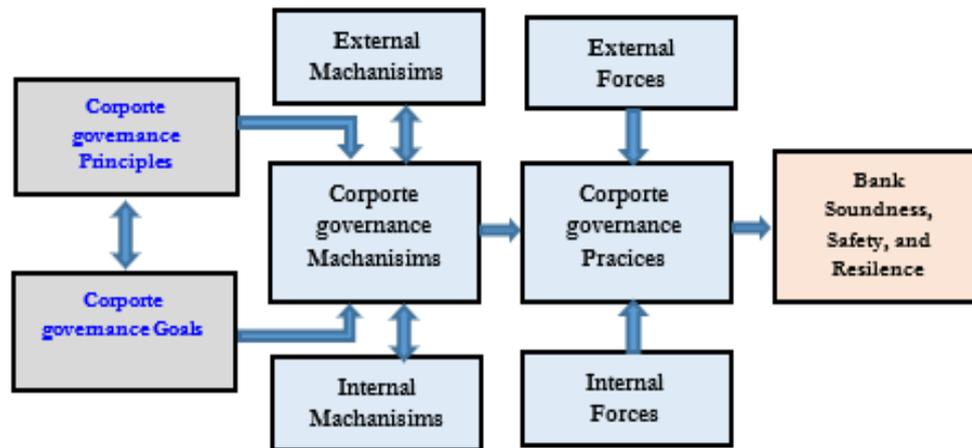 External
Machanisims
External
Forces
Corporte
governance
Principles
Corporte
governance
Machanisims
Corporte
governance
Pracices
Bank
Soundness,
Safety, and
Resilence
Corporte
governance Goals
Internal
Machanisims
Internal
Forces